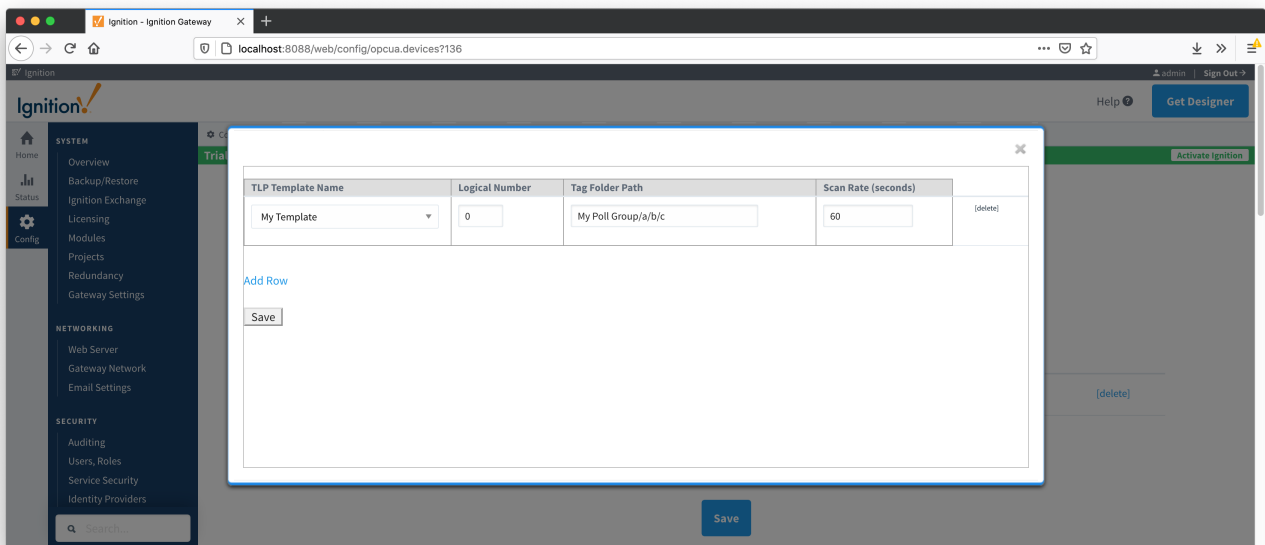 Ignition - Ignition Gateway
localhost:8088/web/config/opcua.devices?136
Ignition
admin | Sign Out
Ignition!
Help
Get Designer
Home
Status
Config
SYSTEM
Overview
Backup/Restore
Ignition Exchange
Licensing
Modules
Projects
Redundancy
Gateway Settings
NETWORKING
Web Server
Gateway Network
Email Settings
SECURITY
Auditing
Users, Roles
Service Security
Identity Providers
Search...
Activate Ignition
TLP Template Name Logical Number Tag Folder Path Scan Rate (seconds)
My Template 0 My Poll Group/a/b/c 60 [delete]
Add Row
Save
[delete]
Save